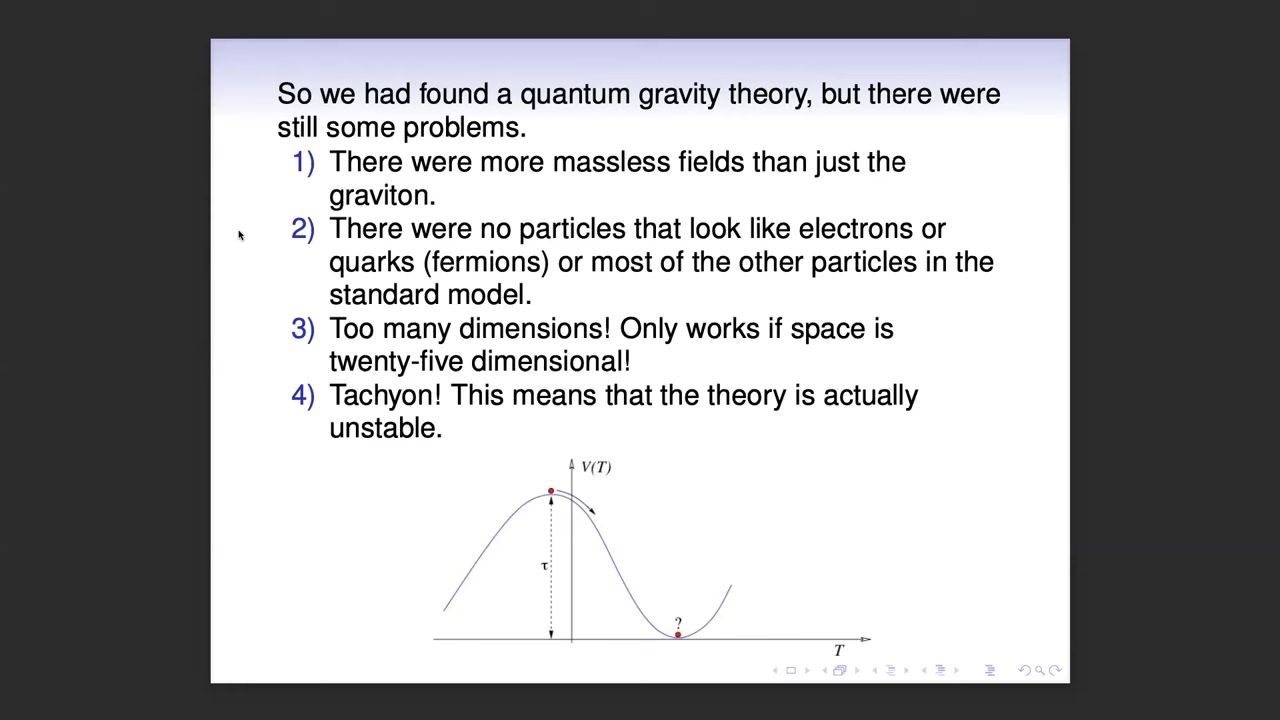 So we had found a quantum gravity theory, but there were
still some problems.
1) There were more massless fields than just the
graviton.
2) There were no particles that look like electrons or
quarks (fermions) or most of the other particles in the
standard model.
3) Too many dimensions! Only works if space is
twenty-five dimensional!
4) Tachyon! This means that the theory is actually
unstable.
V(T)
τ
?
T